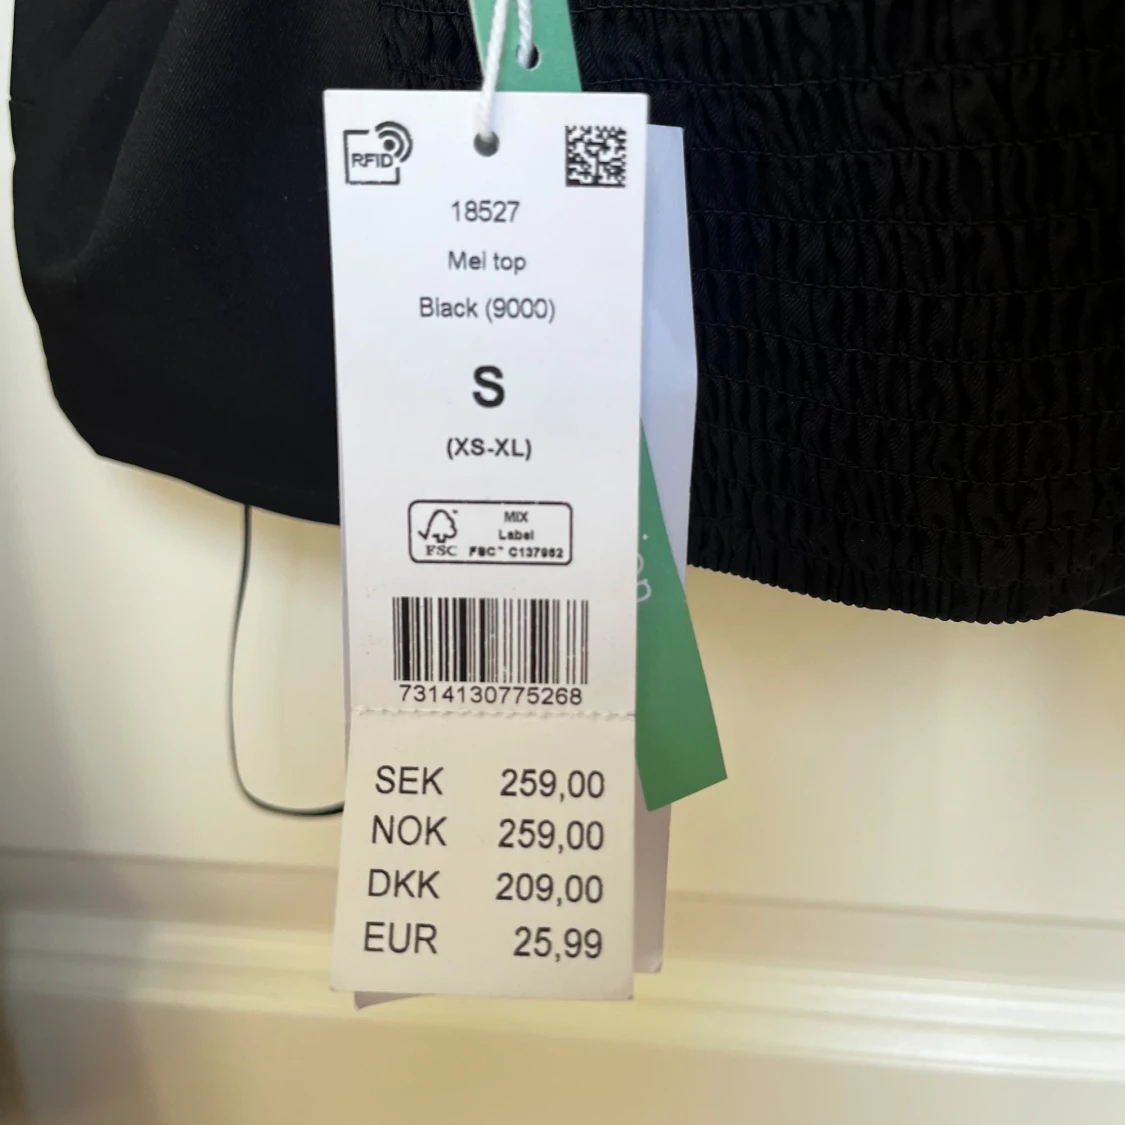 RFID
18527
Mel top
Black (9000)
S
(XS-XL)
MIX
Label
FSC FSC™ C137962
7314130775268
SEK 259,00
NOK 259,00
DKK 209,00
EUR 25,99